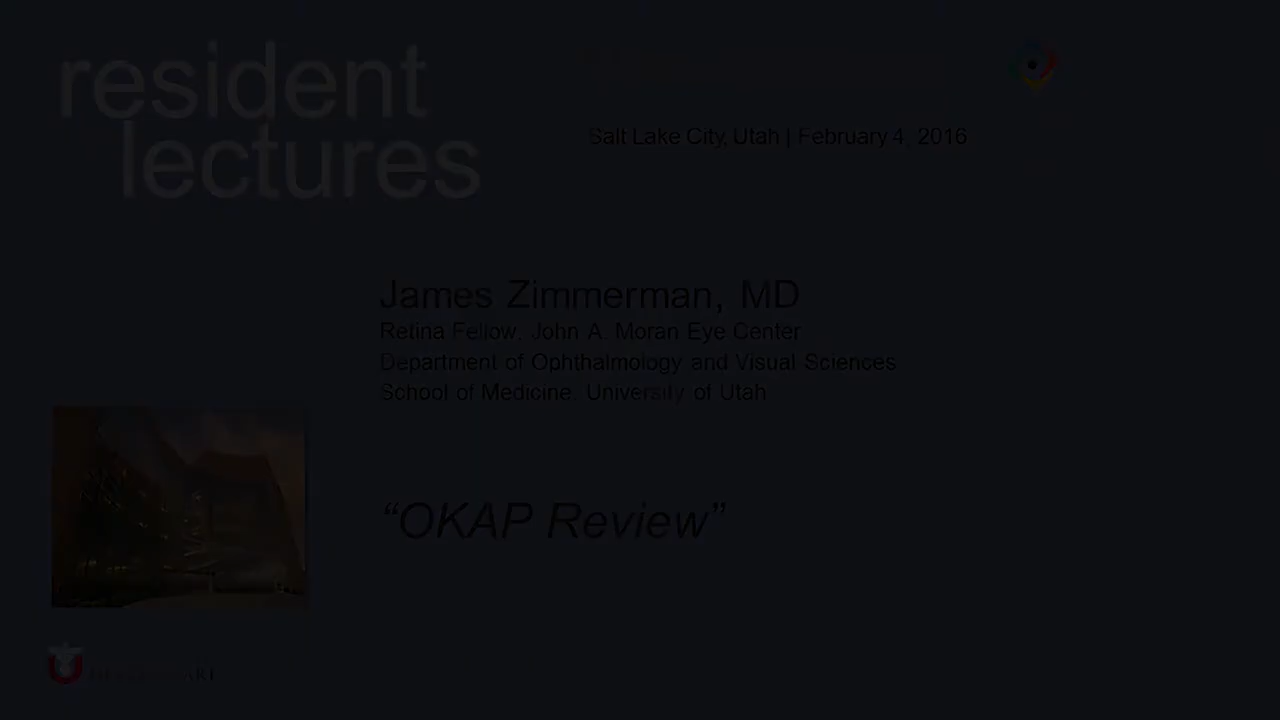 resident
lectures
Salt Lake City, Utah | February 4, 2016
James Zimmerman, MD
Retina Fellow, John A. Moran Eye Center
Department of Ophthalmology and Visual Sciences
School of Medicine, University of Utah
“OKAP Review”